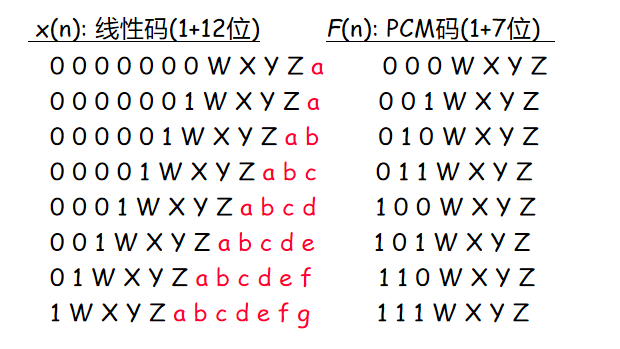 x(n): 线性码(1+12位) F(n): PCM码(1+7位)
0 0 0 0 0 0 0 W X Y Z a 0 0 0 W X Y Z
0 0 0 0 0 0 1 W X Y Z a 0 0 1 W X Y Z
0 0 0 0 0 1 W X Y Z a b 0 1 0 W X Y Z
0 0 0 0 1 W X Y Z a b c 0 1 1 W X Y Z
0 0 0 1 W X Y Z a b c d 1 0 0 W X Y Z
0 0 1 W X Y Z a b c d e 1 0 1 W X Y Z
0 1 W X Y Z a b c d e f 1 1 0 W X Y Z
1 W X Y Z a b c d e f g 1 1 1 W X Y Z